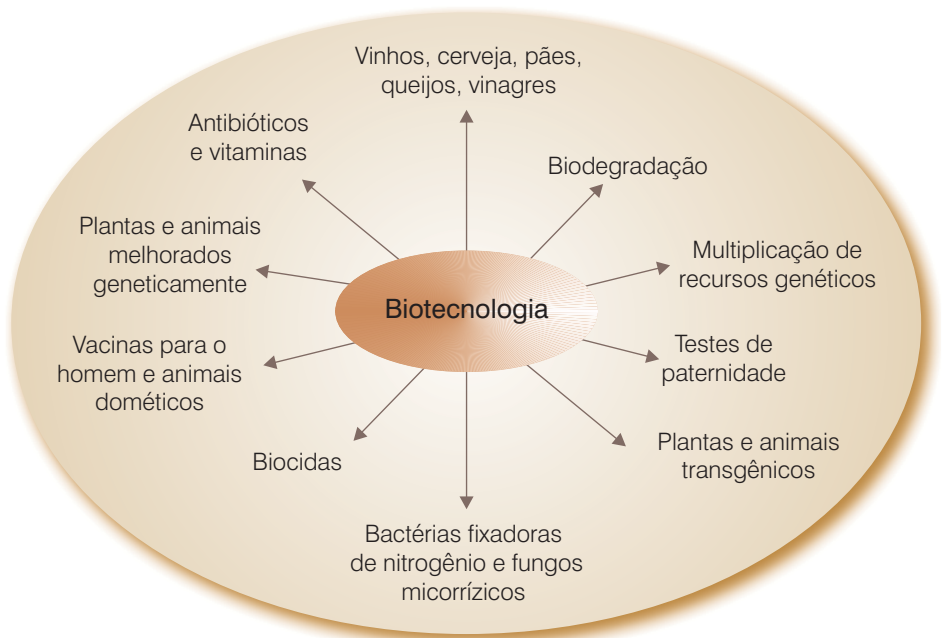 Vinhos, cerveja, pães,
queijos, vinagres
Antibióticos
e vitaminas
Biodegradação
Plantas e animais
melhorados
geneticamente
Multiplicação de
recursos genéticos
Biotecnologia
Vacinas para o
homem e animais
dométicos
Testes de
paternidade
Biocidas
Plantas e animais
transgênicos
Bactérias fixadoras
de nitrogênio e fungos
micorrízicos